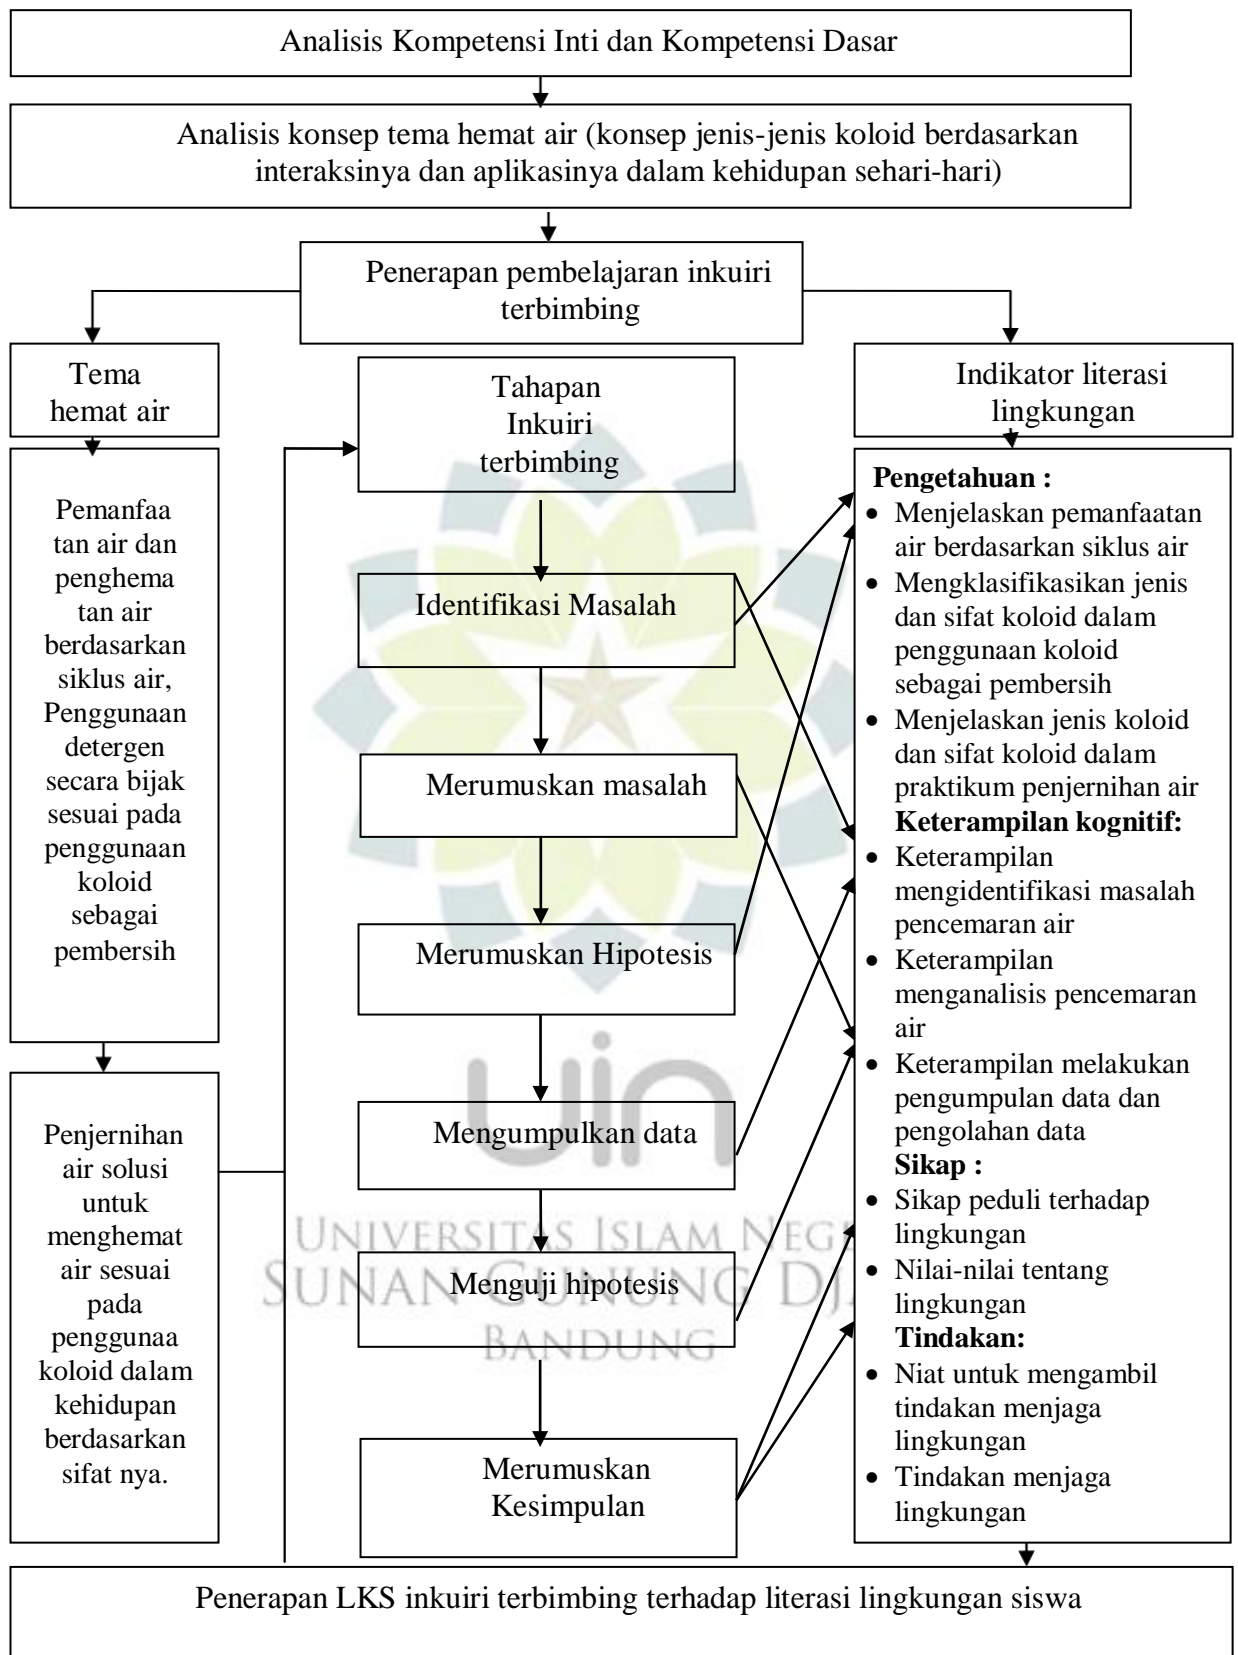 Analisis Kompetensi Inti dan Kompetensi Dasar
Analisis konsep tema hemat air (konsep jenis-jenis koloid berdasarkan
interaksinya dan aplikasinya dalam kehidupan sehari-hari)
Penerapan pembelajaran inkuiri
terbimbing
Tema
hemat air
Pemanfaa
tan air dan
penghema
tan air
berdasarkan
siklus air,
Penggunaan
detergen
secara bijak
sesuai pada
penggunaan
koloid
sebagai
pembersih
Penjernihan
air solusi
untuk
menghemat
air sesuai
pada
penggunaa
koloid dalam
kehidupan
berdasarkan
sifat nya.
Tahapan
Inkuiri
terbimbing
Identifikasi Masalah
Merumuskan masalah
Merumuskan Hipotesis
Mengumpulkan data
Menguji hipotesis
Merumuskan
Kesimpulan
Indikator literasi
lingkungan
Pengetahuan :
• Menjelaskan pemanfaatan
air berdasarkan siklus air
• Mengklasifikasikan jenis
dan sifat koloid dalam
penggunaan koloid
sebagai pembersih
• Menjelaskan jenis koloid
dan sifat koloid dalam
praktikum penjernihan air
Keterampilan kognitif:
• Keterampilan
mengidentifikasi masalah
pencemaran air
• Keterampilan
menganalisis pencemaran
air
• Keterampilan melakukan
pengumpulan data dan
pengolahan data
Sikap :
• Sikap peduli terhadap
lingkungan
• Nilai-nilai tentang
lingkungan
Tindakan:
• Niat untuk mengambil
tindakan menjaga
lingkungan
• Tindakan menjaga
lingkungan
Penerapan LKS inkuiri terbimbing terhadap literasi lingkungan siswa
uin
UNIVERSITAS ISLAM NEG
SUNAN GUNUNG DJ
BANDUNG